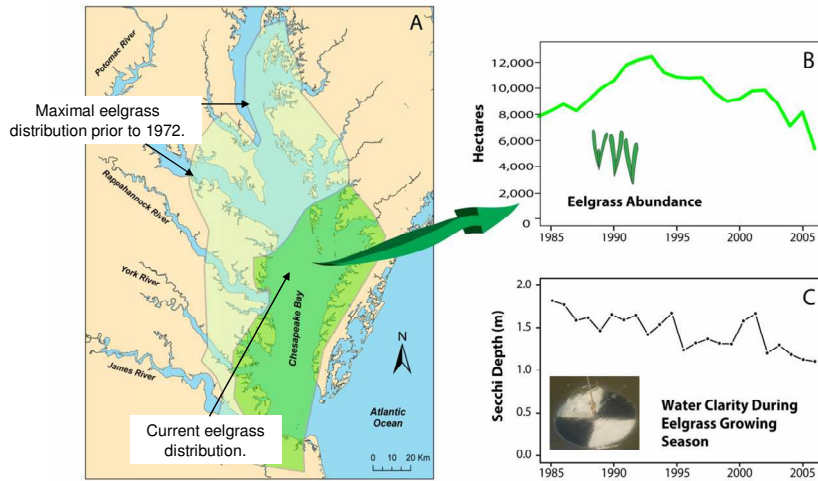 A
Potomac River
Maximal eelgrass
distribution prior to 1972.
Rappahannock River
York River
James River
Chesapeake Bay
N
Atlantic
Ocean
Current eelgrass
distribution.
0 10 20 Km
B
Hectares
12,000
10,000
8,000
6,000
4,000
2,000
0
Eelgrass Abundance
1985 1990 1995 2000 2005
C
Secchi Depth (m)
2.0
1.5
1.0
0.5
0.0
Water Clarity During
Eelgrass Growing
Season
1985 1990 1995 2000 2005